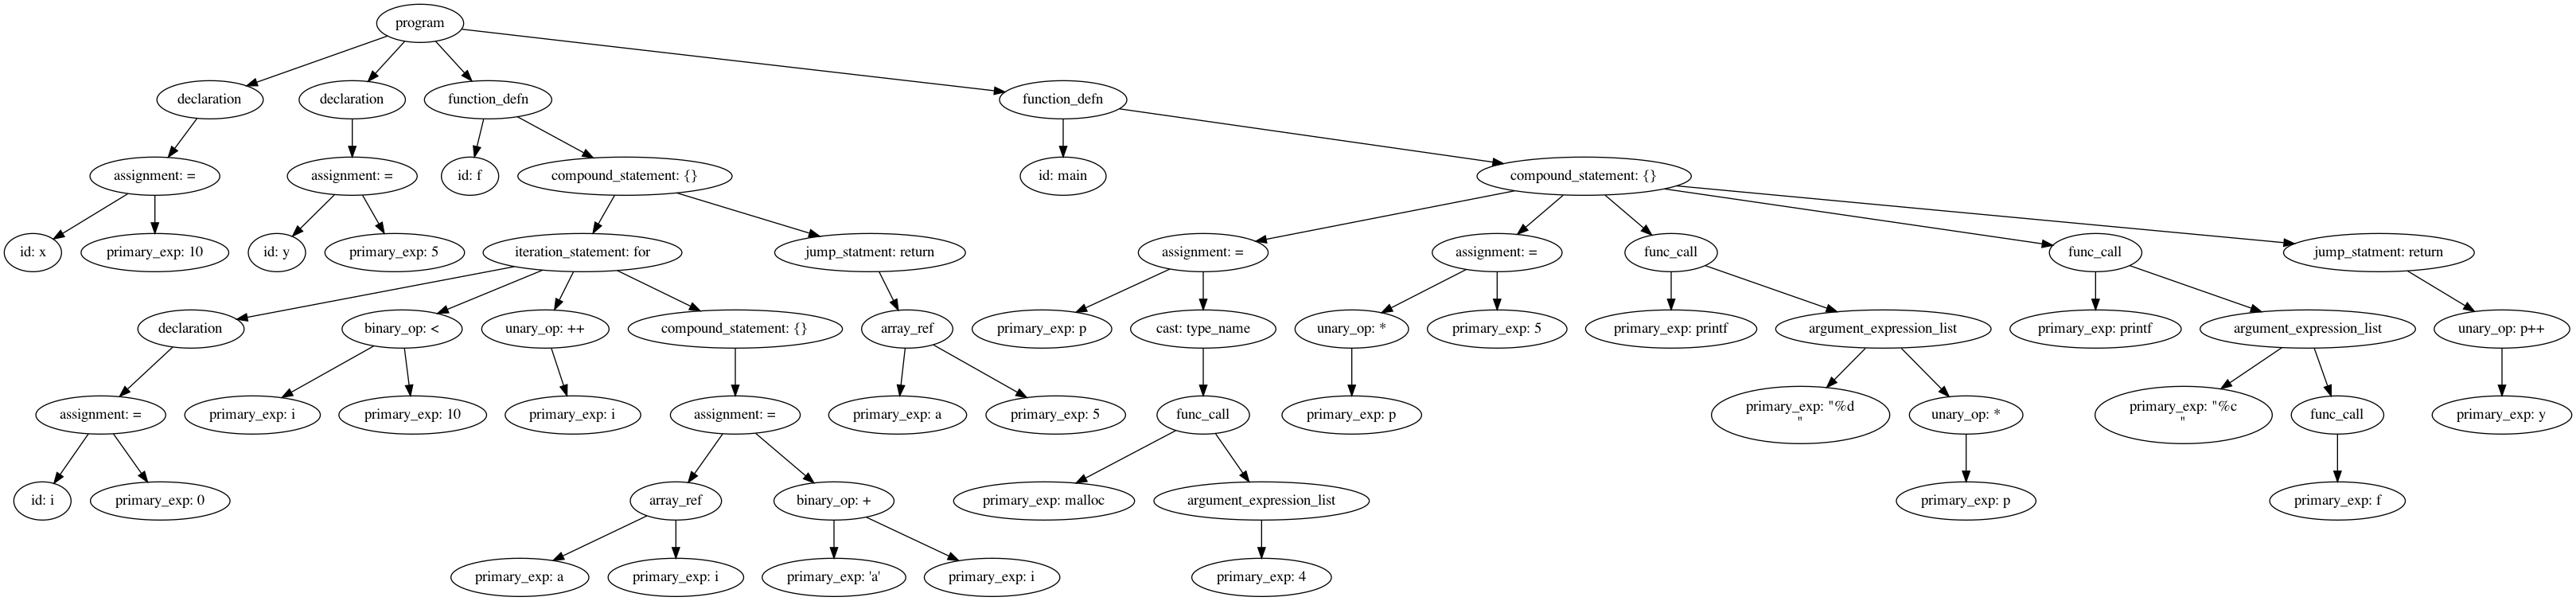 program
declaration
declaration
function_defn
function_defn
assignment: =
assignment: =
id: f
compound_statement: {}
id: main
compound_statement: {}
id: x
primary_exp: 10
id: y
primary_exp: 5
iteration_statement: for
jump_statment: return
assignment: =
assignment: =
func_call
func_call
jump_statment: return
declaration
binary_op: <
unary_op: ++
compound_statement: {}
array_ref
primary_exp: p
cast: type_name
unary_op: *
primary_exp: 5
primary_exp: printf
argument_expression_list
primary_exp: printf
argument_expression_list
unary_op: p++
assignment: =
primary_exp: i
primary_exp: 10
primary_exp: i
assignment: =
primary_exp: a
primary_exp: 5
func_call
primary_exp: p
primary_exp: "%d
"
unary_op: *
primary_exp: "%c
"
func_call
primary_exp: y
id: i
primary_exp: 0
array_ref
binary_op: +
primary_exp: malloc
argument_expression_list
primary_exp: p
primary_exp: f
primary_exp: a
primary_exp: i
primary_exp: 'a'
primary_exp: i
primary_exp: 4